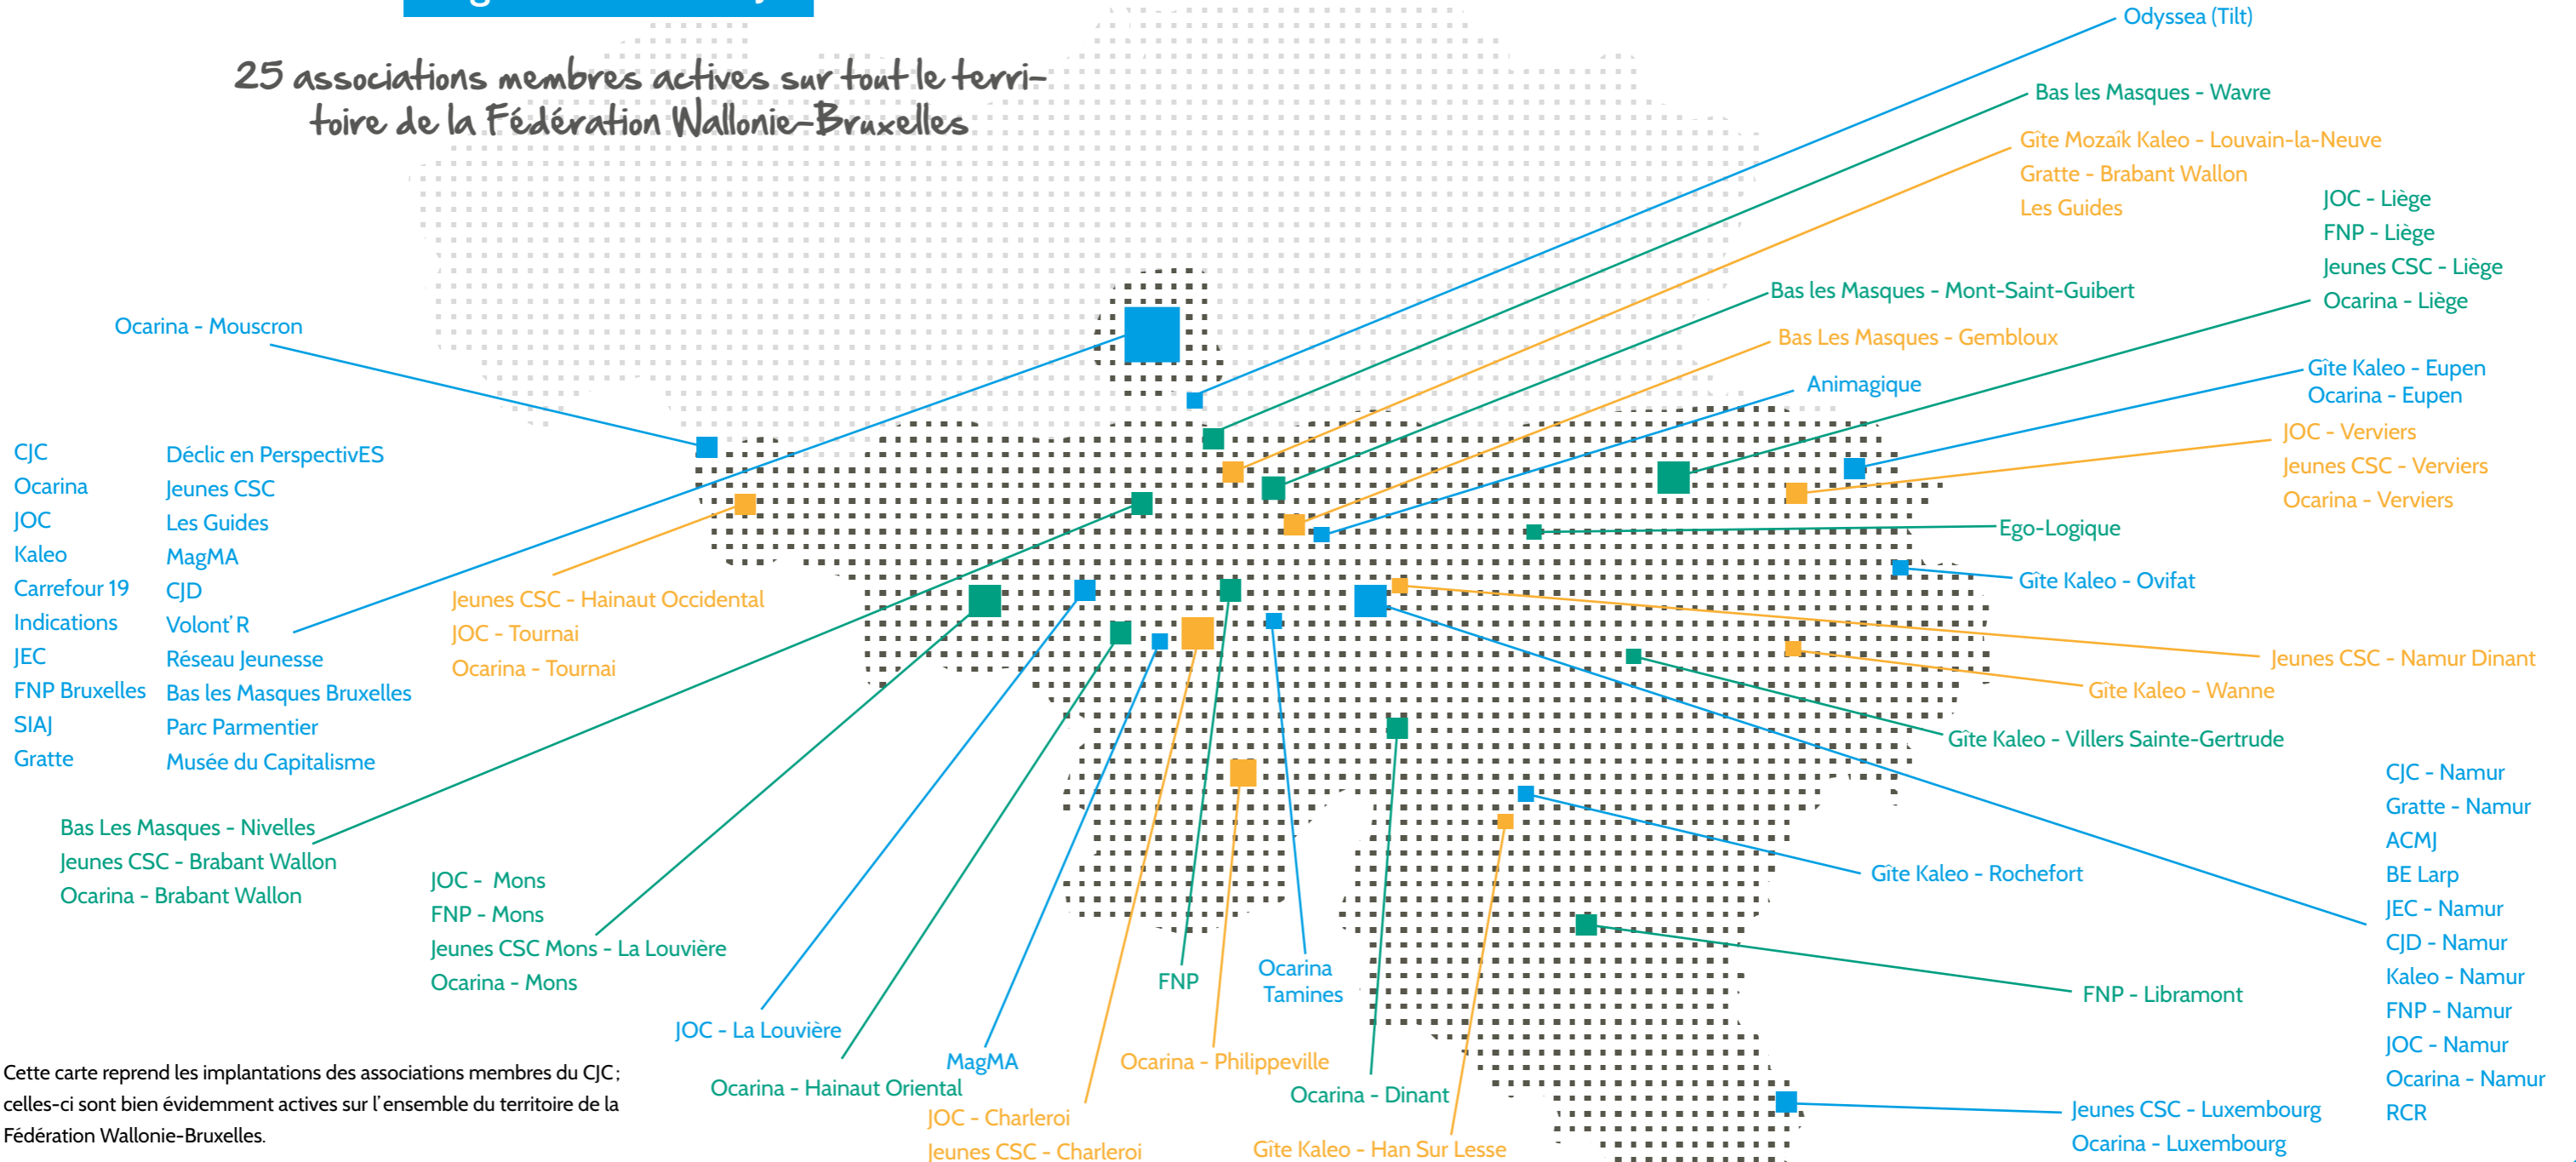 25 associations membres actives sur tout le terri-
toire de la Fédération Wallonie-Bruxelles
Odyssea (Tilt)
Bas les Masques - Wavre
Gîte Mozaîk Kaleo - Louvain-la-Neuve
Gratte - Brabant Wallon
Les Guides
JOC - Liège
FNP - Liège
Jeunes CSC - Liège
Ocarina - Liège
Bas les Masques - Mont-Saint-Guibert
Bas Les Masques - Gembloux
Animagique
Gîte Kaleo - Eupen
Ocarina - Eupen
JOC - Verviers
Jeunes CSC - Verviers
Ocarina - Verviers
Ego-Logique
Gîte Kaleo - Ovifat
Jeunes CSC - Namur Dinant
Gîte Kaleo - Wanne
Gîte Kaleo - Villers Sainte-Gertrude
Ocarina - Mouscron
CJC
Ocarina
JOC
Kaleo
Carrefour 19
Indications
JEC
FNP Bruxelles
SIAJ
Gratte
Déclic en PerspectivES
Jeunes CSC
Les Guides
MagMA
CJD
Volont'R
Réseau Jeunesse
Bas les Masques Bruxelles
Parc Parmentier
Musée du Capitalisme
Jeunes CSC - Hainaut Occidental
JOC - Tournai
Ocarina - Tournai
Bas Les Masques - Nivelles
Jeunes CSC - Brabant Wallon
Ocarina - Brabant Wallon
JOC - Mons
FNP - Mons
Jeunes CSC Mons - La Louvière
Ocarina - Mons
JOC - La Louvière
Ocarina - Hainaut Oriental
MagMA
JOC - Charleroi
Jeunes CSC - Charleroi
FNP
Ocarina
Tamines
Ocarina - Philippeville
Ocarina - Dinant
Gîte Kaleo - Han Sur Lesse
Gîte Kaleo - Rochefort
FNP - Libramont
CJC - Namur
Gratte - Namur
ACMJ
BE Larp
JEC - Namur
CJD - Namur
Kaleo - Namur
FNP - Namur
JOC - Namur
Ocarina - Namur
RCR
Jeunes CSC - Luxembourg
Ocarina - Luxembourg
Cette carte reprend les implantations des associations membres du CJC;
celles-ci sont bien évidemment actives sur l'ensemble du territoire de la
Fédération Wallonie-Bruxelles.